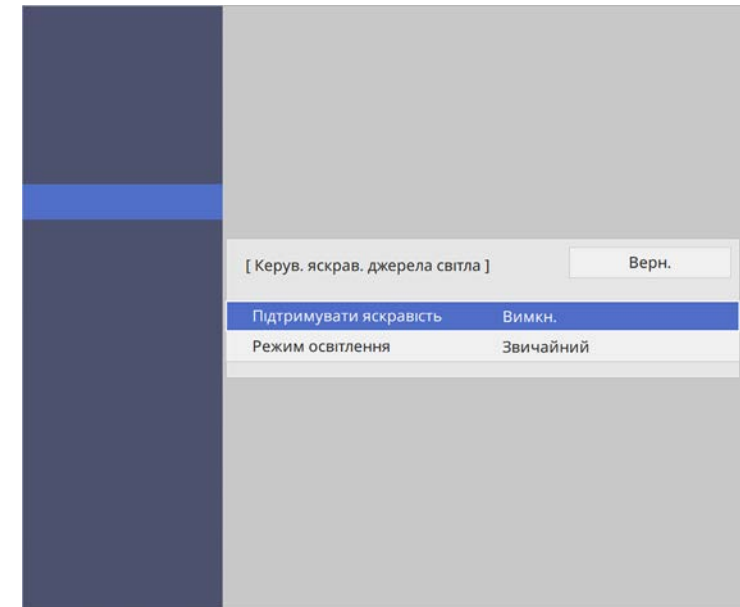 [ Керув. яскрав. джерела світла ] Верн.
Підтримувати яскравість Вимкн.
Режим освітлення Звичайний